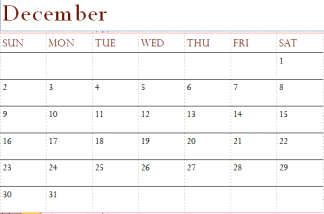 December
SUN MON TUE WED THU FRI SAT
1
2 3 4 5 6 7 8
9 10 11 12 13 14 15
16 17 18 19 20 21 22
23 24 25 26 27 28 29
30 31